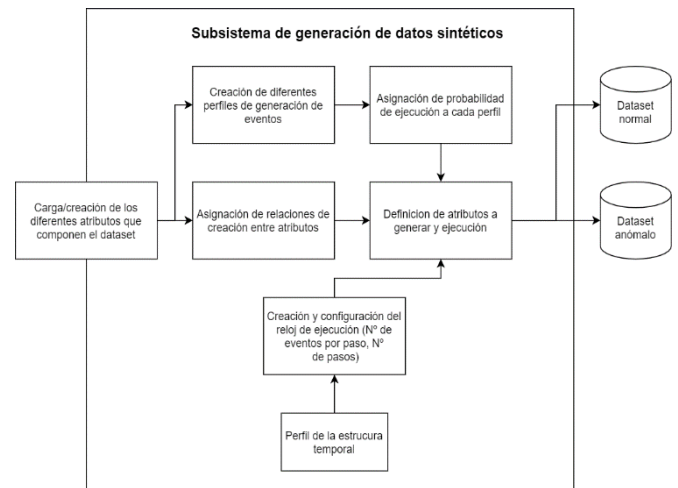 Subsistema de generación de datos sintéticos
Creación de diferentes
perfiles de generación de
eventos
Asignación de probabilidad
de ejecución a cada perfil
Dataset
normal
Carga/creación de los
diferentes atributos que
componen el dataset
Asignación de relaciones de
creación entre atributos
Definicion de atributos a
generar y ejecución
Dataset
anómalo
Creación y configuración del
reloj de ejecución (Nº de
eventos por paso, Nº
de pasos)
Perfil de la estrucura
temporal